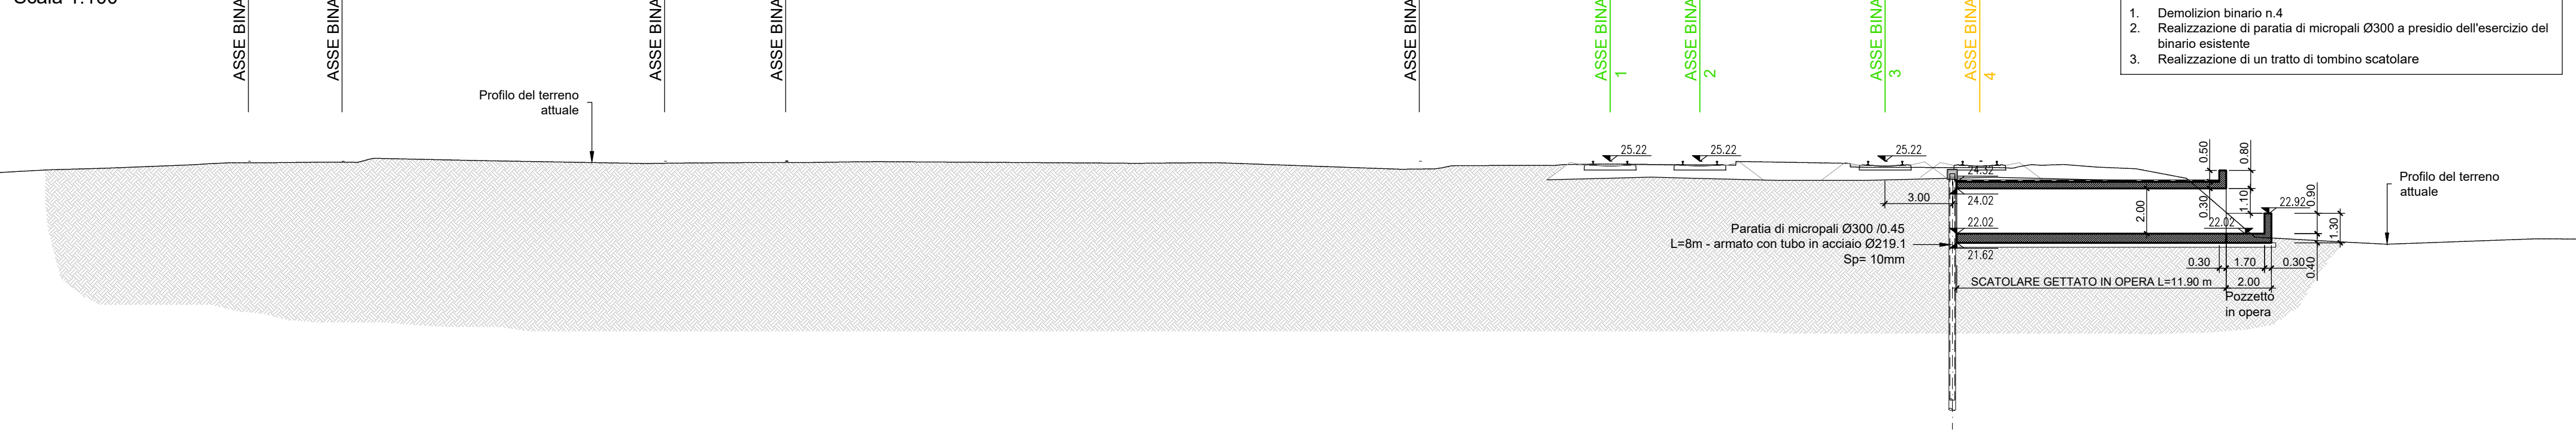 Scala 1:100
ASSE BINA
ASSE BINA
ASSE BINA
ASSE BINA
ASSE BINA
ASSE BINA
1
ASSE BINA
2
ASSE BINA
3
ASSE BINA
4
1. Demolizion binario n.4
2. Realizzazione di paratia di micropali Ø300 a presidio dell'esercizio del
binario esistente
3. Realizzazione di un tratto di tombino scatolare
Profilo del terreno
attuale
25.22
25.22
25.22
24.32
0.50
0.80
Profilo del terreno
attuale
3.00
24.02
2.00
0.30
1.10
22.92
0.90
1.30
Paratia di micropali Ø300 /0.45
L=8m - armato con tubo in acciaio Ø219.1
Sp= 10mm
22.02
22.02
21.62
0.30
1.70
0.30
0.40
SCATOLARE GETTATO IN OPERA L=11.90 m
2.00
Pozzetto
in opera